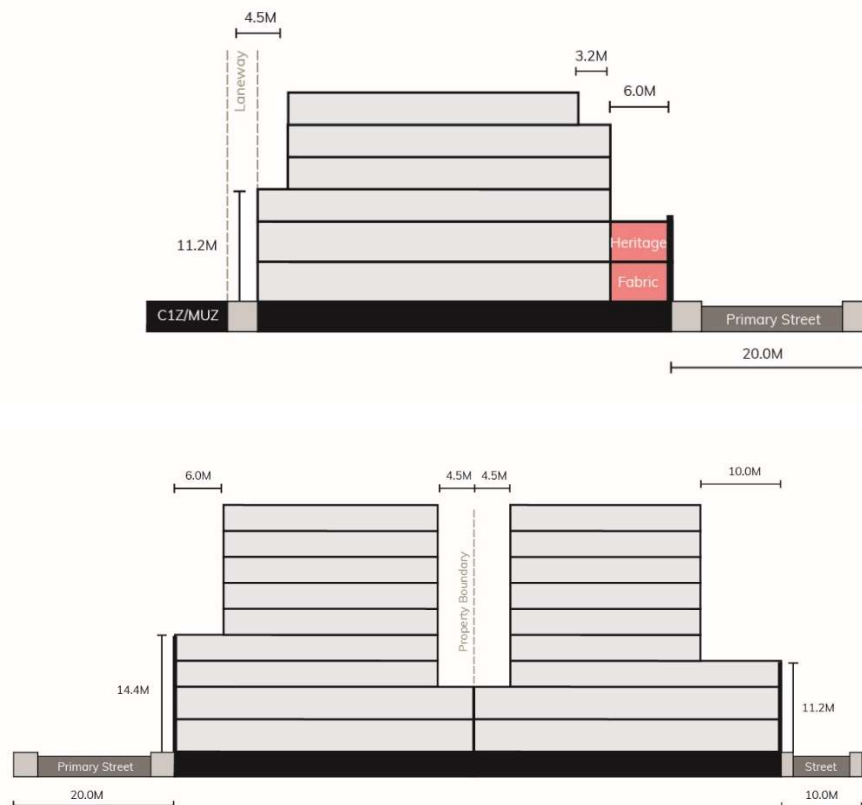 4.5M
Laneway
3.2M
6.0M
11.2M
Heritage
Fabric
C1Z/MUZ
Primary Street
20.0M
6.0M
4.5M 4.5M
10.0M
Property Boundary
14.4M
11.2M
Primary Street
Street
20.0M
10.0M